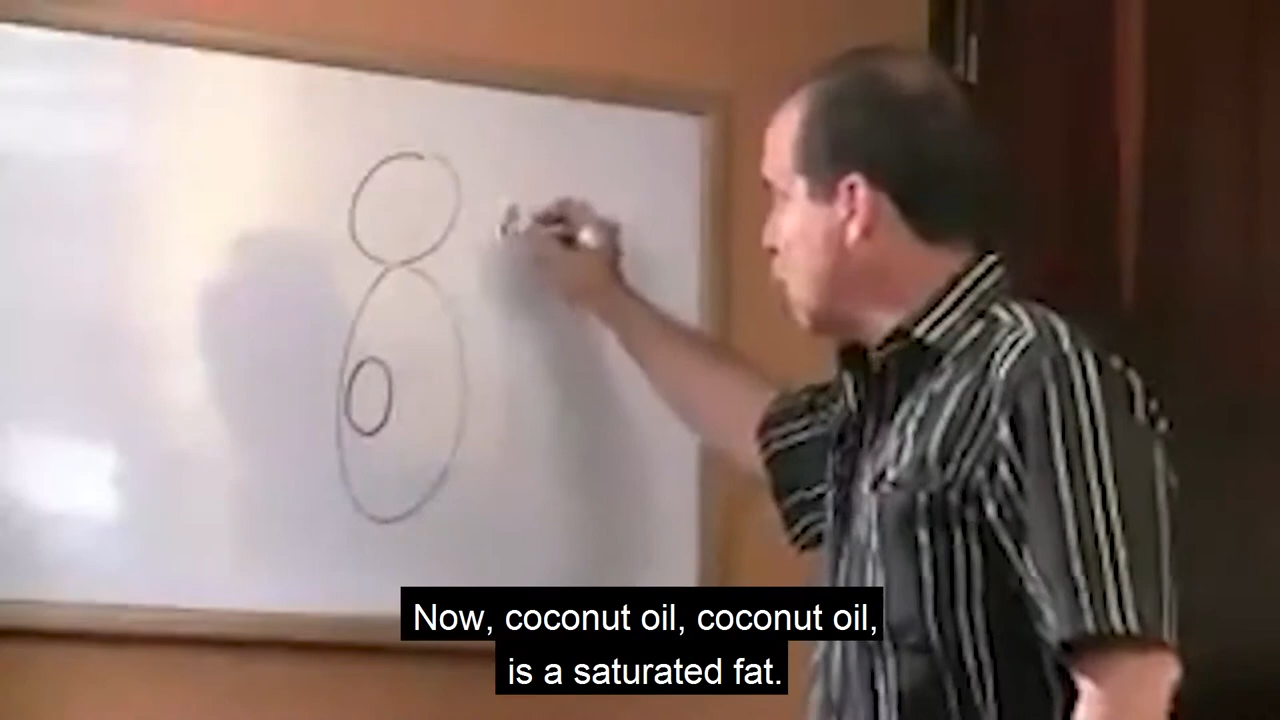 Now, coconut oil, coconut oil,
is a saturated fat.